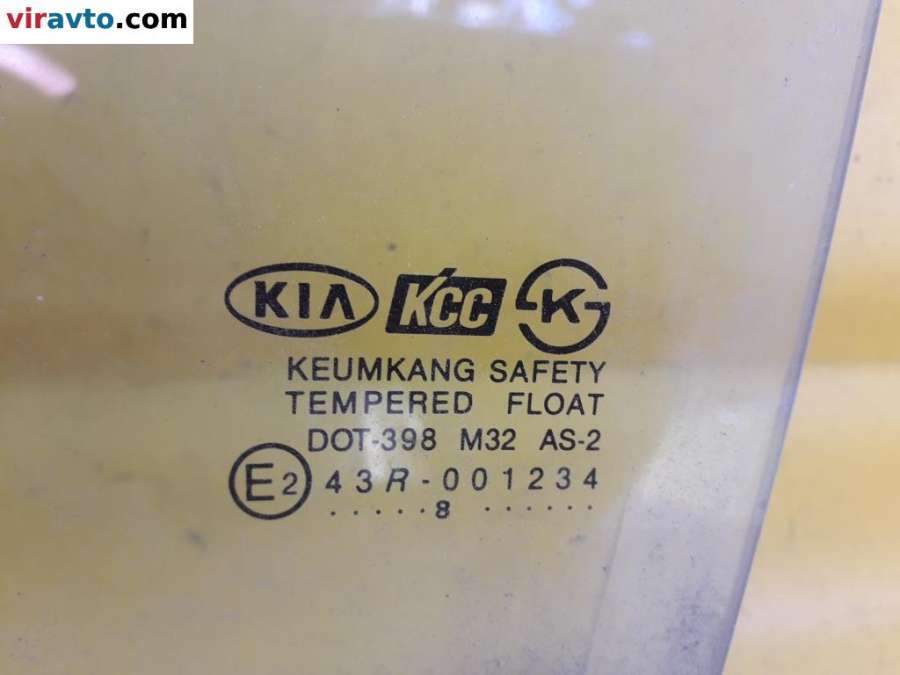 viravto.com
KIA KCC K
KEUMKANG SAFETY
TEMPERED FLOAT
DOT-398 M32 AS-2
E2 43R-001234
.....8 ......